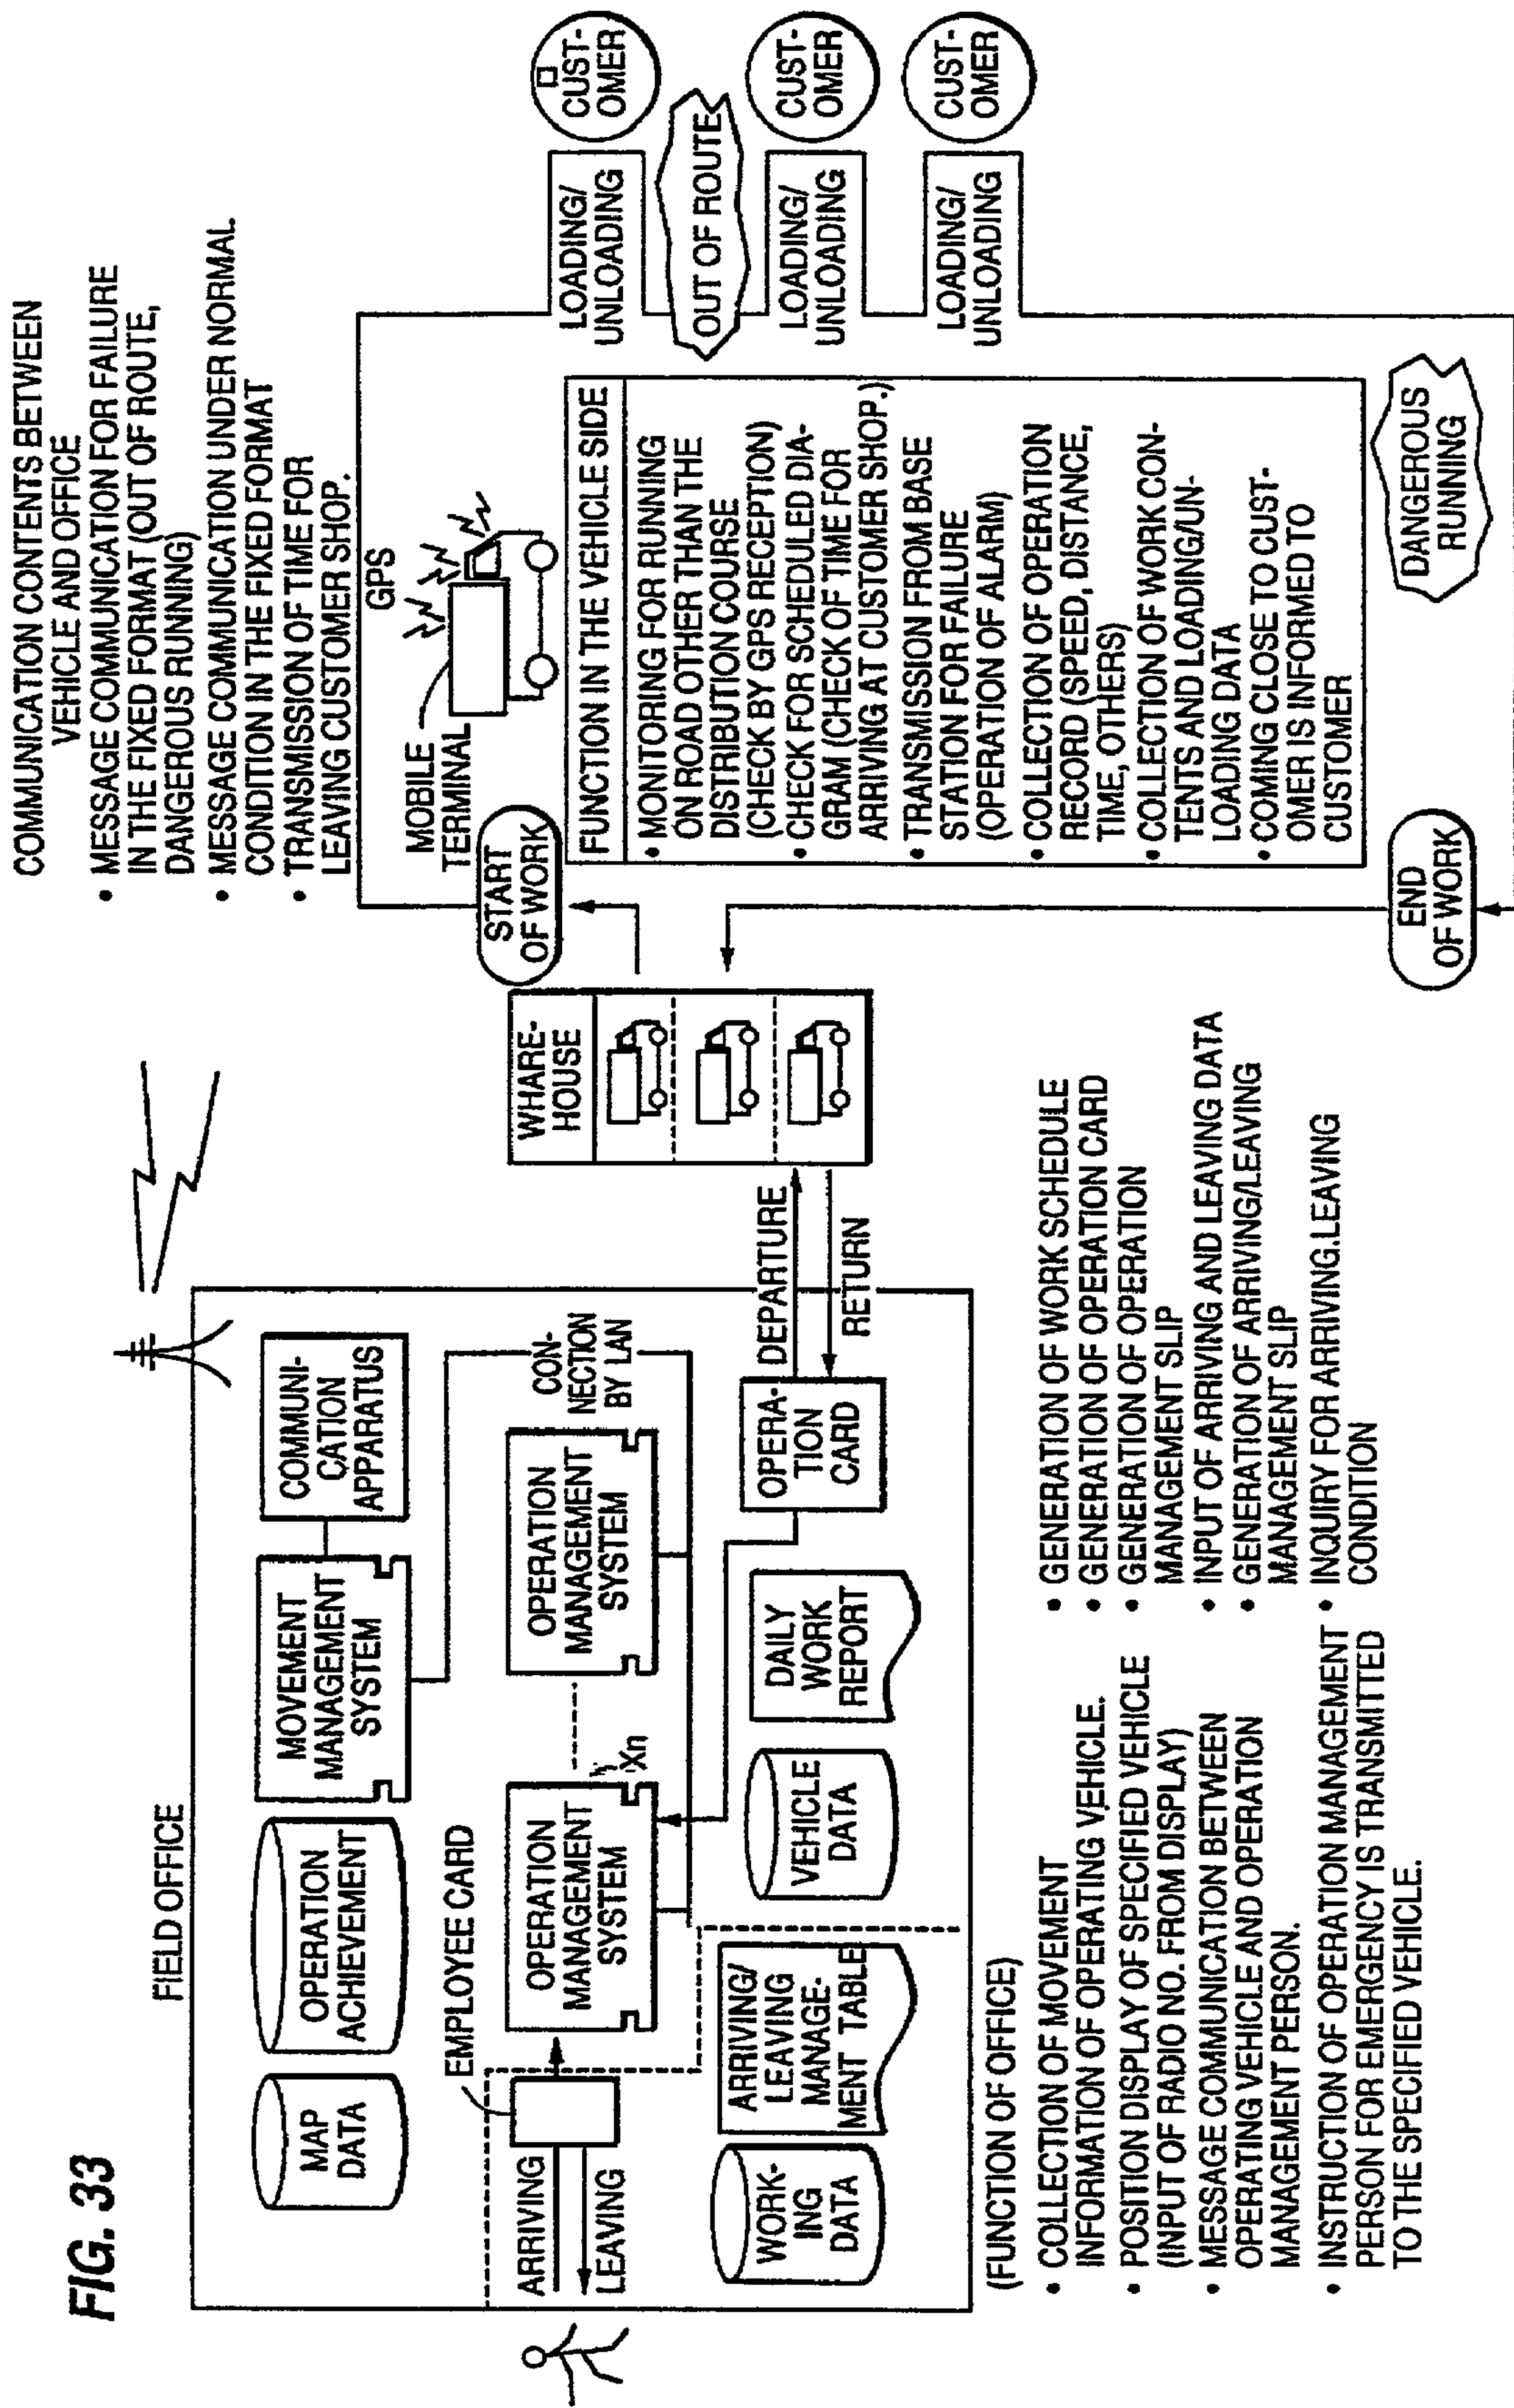 FIG. 33
COMMUNICATION CONTENTS BETWEEN
VEHICLE AND OFFICE
• MESSAGE COMMUNICATION FOR FAILURE
IN THE FIXED FORMAT (OUT OF ROUTE,
DANGEROUS RUNNING)
• MESSAGE COMMUNICATION UNDER NORMAL
CONDITION IN THE FIXED FORMAT
• TRANSMISSION OF TIME FOR
LEAVING CUSTOMER SHOP.
FIELD OFFICE
MAP
DATA
OPERATION
ACHIEVEMENT
MOVEMENT
MANAGEMENT
SYSTEM
COMMUNI-
CATION
APPARATUS
EMPLOYEE CARD
ARRIVING
LEAVING
OPERATION
MANAGEMENT
SYSTEM
Xn
OPERATION
MANAGEMENT
SYSTEM
CON-
NECTION
BY LAN
WORK-
ING
DATA
ARRIVING/
LEAVING
MANAGE-
MENT TABLE
VEHICLE
DATA
DAILY
WORK
REPORT
OPERA-
TION
CARD
DEPARTURE
RETURN
WHARE-
HOUSE
START
OF WORK
MOBILE
TERMINAL
GPS
FUNCTION IN THE VEHICLE SIDE
• MONITORING FOR RUNNING
ON ROAD OTHER THAN THE
DISTRIBUTION COURSE
(CHECK BY GPS RECEPTION)
• CHECK FOR SCHEDULED DIA-
GRAM (CHECK OF TIME FOR
ARRIVING AT CUSTOMER SHOP.)
• TRANSMISSION FROM BASE
STATION FOR FAILURE
(OPERATION OF ALARM)
• COLLECTION OF OPERATION
RECORD (SPEED, DISTANCE,
TIME, OTHERS)
• COLLECTION OF WORK CON-
TENTS AND LOADING/UN-
LOADING DATA
• COMING CLOSE TO CUST-
OMER IS INFORMED TO
CUSTOMER
LOADING/
UNLOADING
CUST-
OMER
OUT OF ROUTE
LOADING/
UNLOADING
CUST-
OMER
LOADING/
UNLOADING
CUST-
OMER
DANGEROUS
RUNNING
END
OF WORK
(FUNCTION OF OFFICE)
• COLLECTION OF MOVEMENT
INFORMATION OF OPERATING VEHICLE.
• POSITION DISPLAY OF SPECIFIED VEHICLE
(INPUT OF RADIO NO. FROM DISPLAY)
• MESSAGE COMMUNICATION BETWEEN
OPERATING VEHICLE AND OPERATION
MANAGEMENT PERSON.
• INSTRUCTION OF OPERATION MANAGEMENT
PERSON FOR EMERGENCY IS TRANSMITTED
TO THE SPECIFIED VEHICLE.
• GENERATION OF WORK SCHEDULE
• GENERATION OF OPERATION CARD
• GENERATION OF OPERATION
MANAGEMENT SLIP
• INPUT OF ARRIVING AND LEAVING DATA
• GENERATION OF ARRIVING/LEAVING
MANAGEMENT SLIP
• INQUIRY FOR ARRIVING.LEAVING
CONDITION